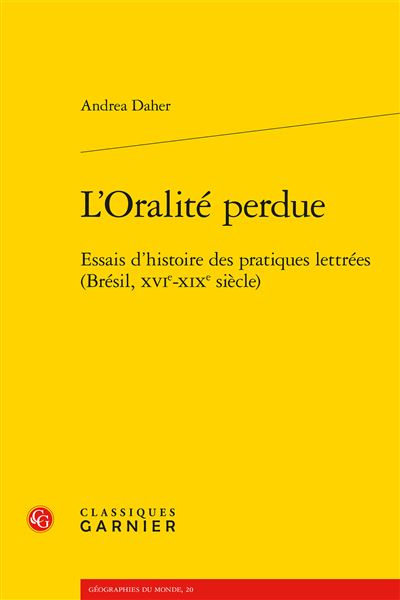 Andrea Daher
L’Oralité perdue
Essais d’histoire des pratiques lettrées
(Brésil, XVIe-XIXe siècle)
CG
CLASSIQUES
GARNIER
GÉOGRAPHIES DU MONDE, 20